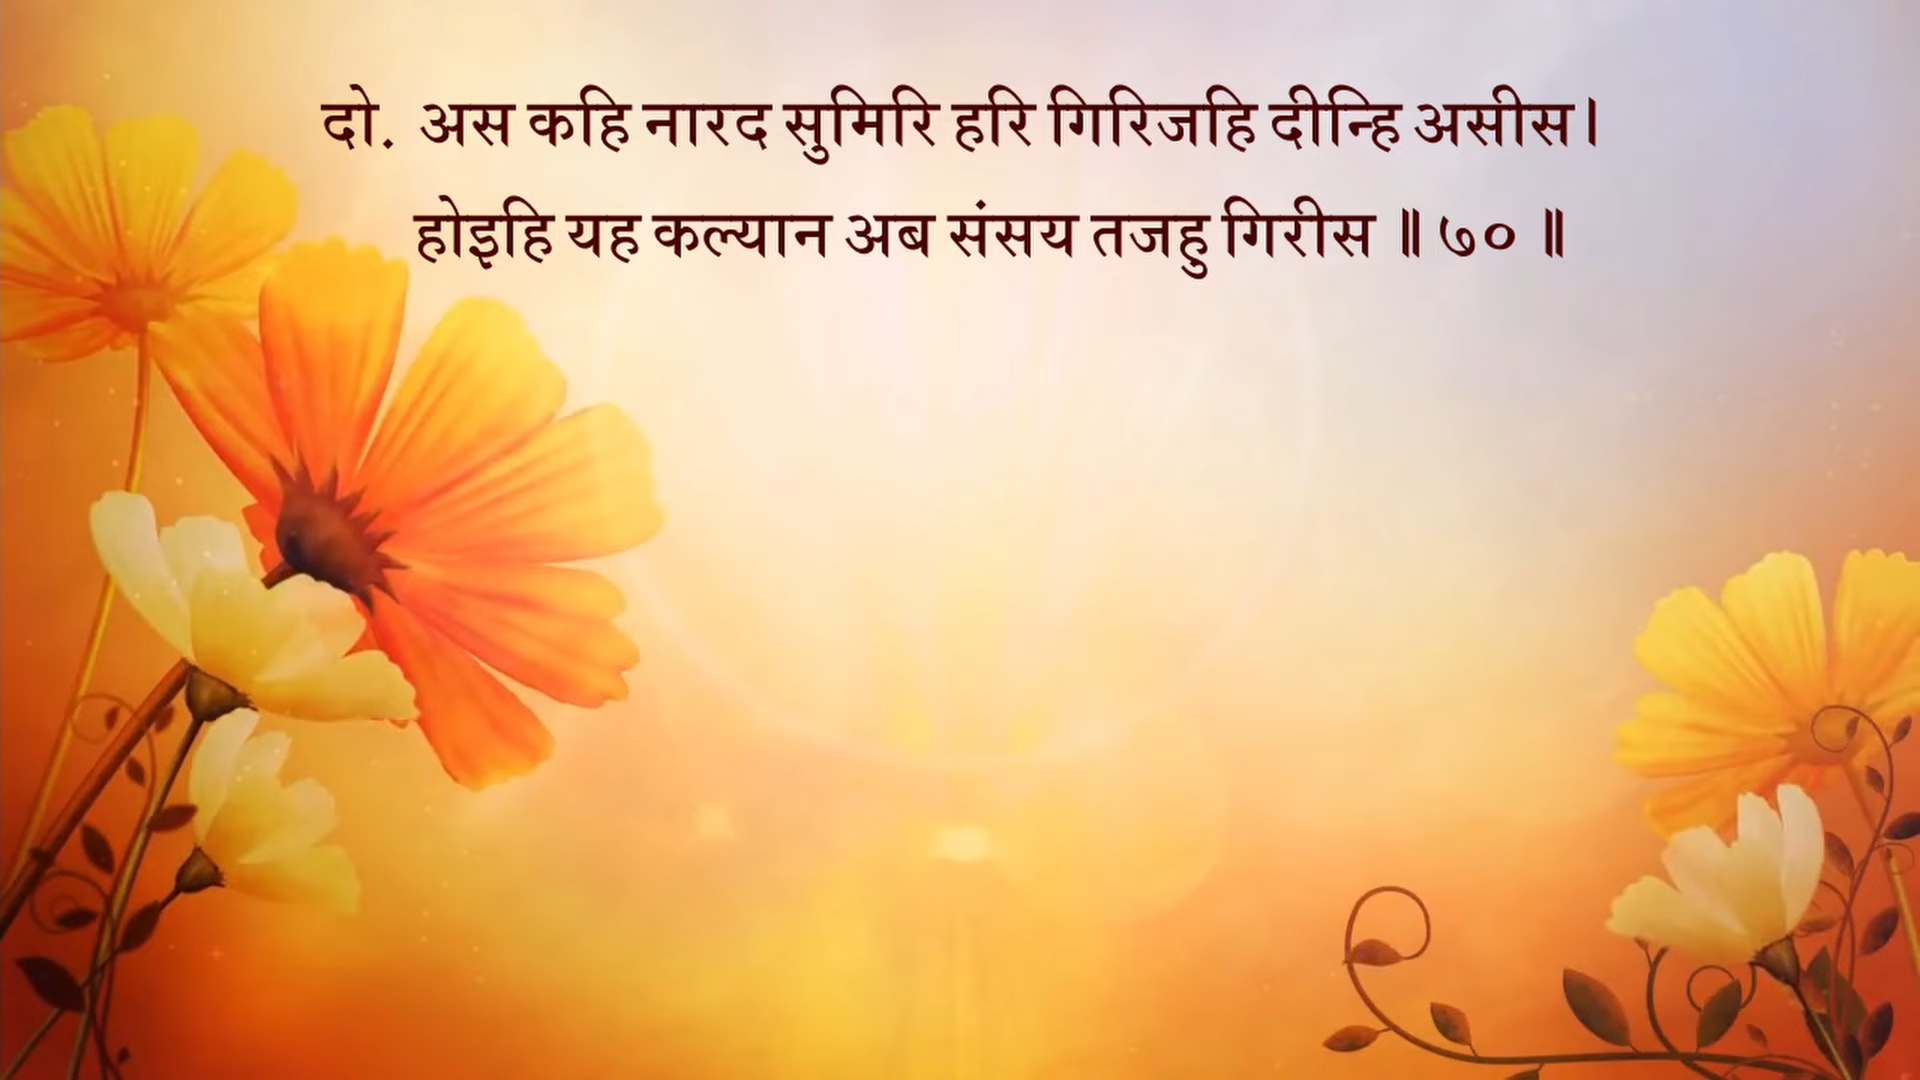 दो. अस कहि नारद सुमिरि हरि गिरिजहि दीन्हि असीस।
होइहि यह कल्यान अब संसय तजहु गिरीस ॥ ७० ॥